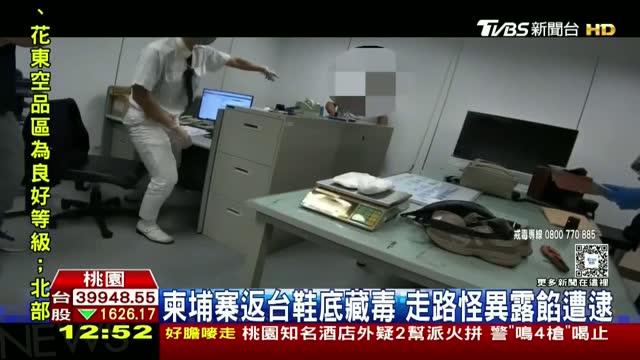 、花東空品區為良好等級；北部
TVBS新聞台 HD
戒毒專線 0800 770 885
更多新聞在這裡
桃園
柬埔寨返台鞋底藏毒 走路怪異露餡遭逮
台股 39948.55
▼1626.17
12:52
好膽嘜走 桃園知名酒店外疑2幫派火拼 警"鳴4槍"喝止